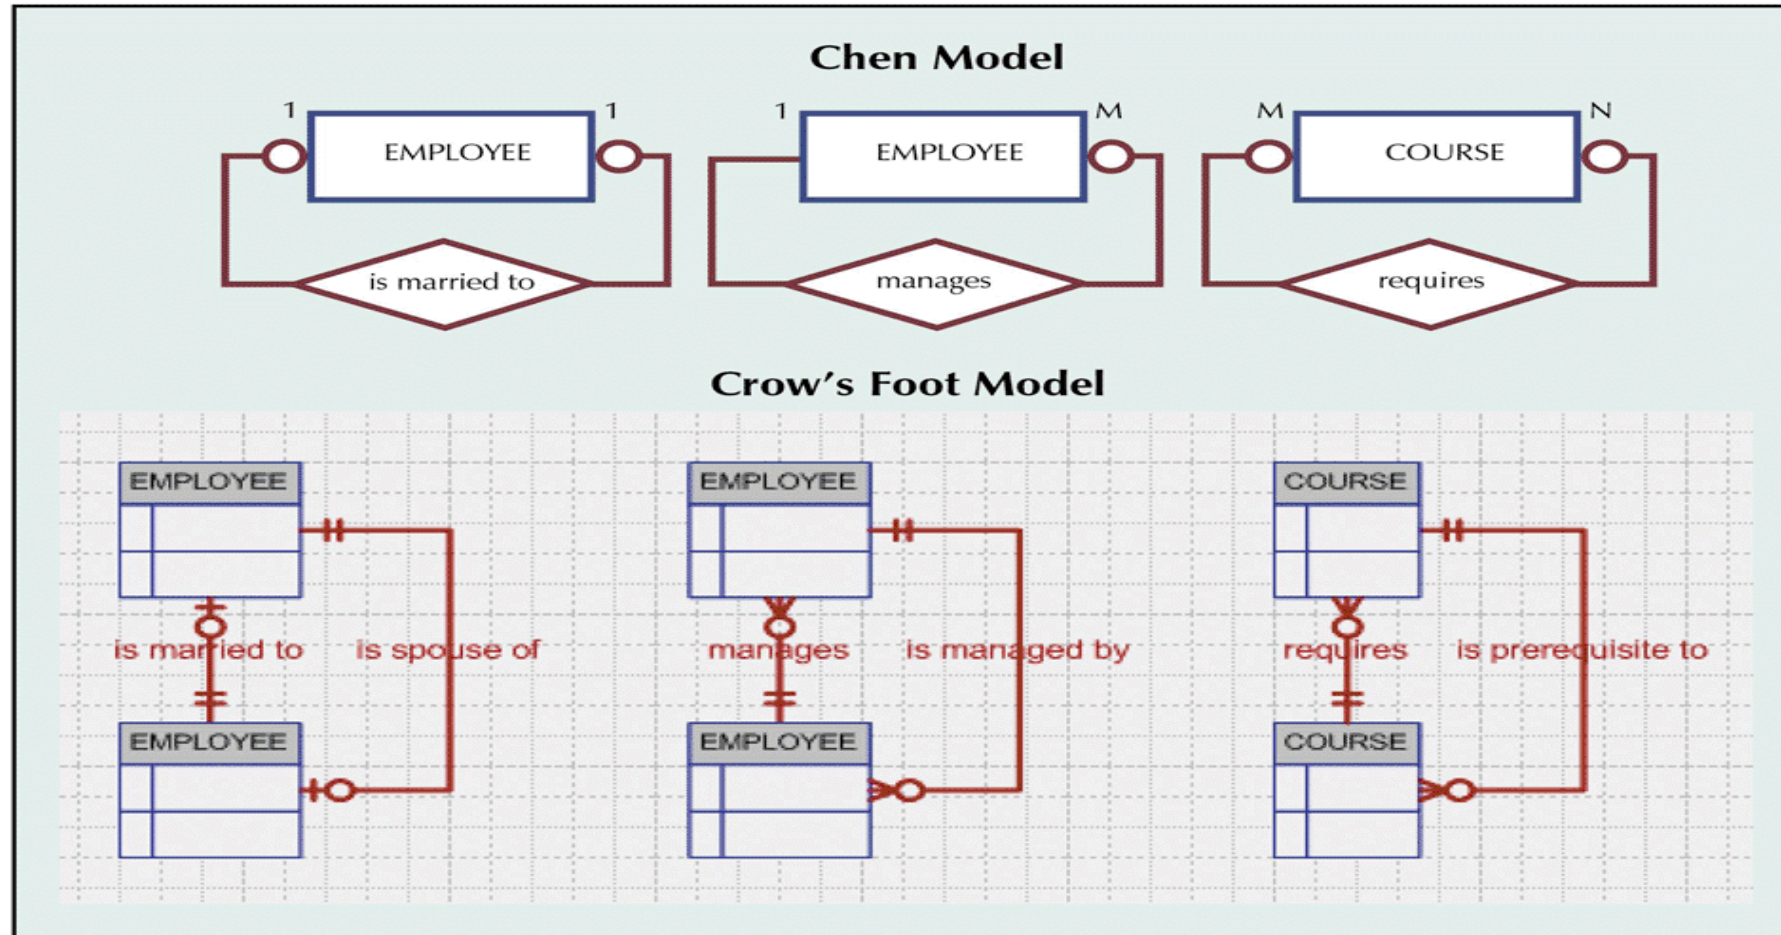 Chen Model
1 1 1 M M N
EMPLOYEE EMPLOYEE COURSE
is married to manages requires
Crow's Foot Model
EMPLOYEE EMPLOYEE COURSE
is married to is spouse of manages is managed by requires is prerequisite to
EMPLOYEE EMPLOYEE COURSE